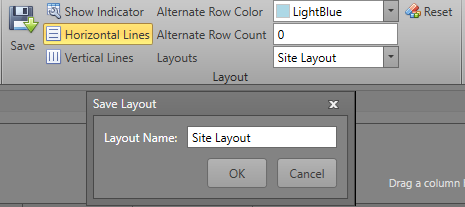 Show Indicator Alternate Row Color LightBlue Reset
Save Horizontal Lines Alternate Row Count 0
Vertical Lines Layouts Site Layout
Layout
Save Layout x
Layout Name: Site Layout
OK Cancel
Drag a column